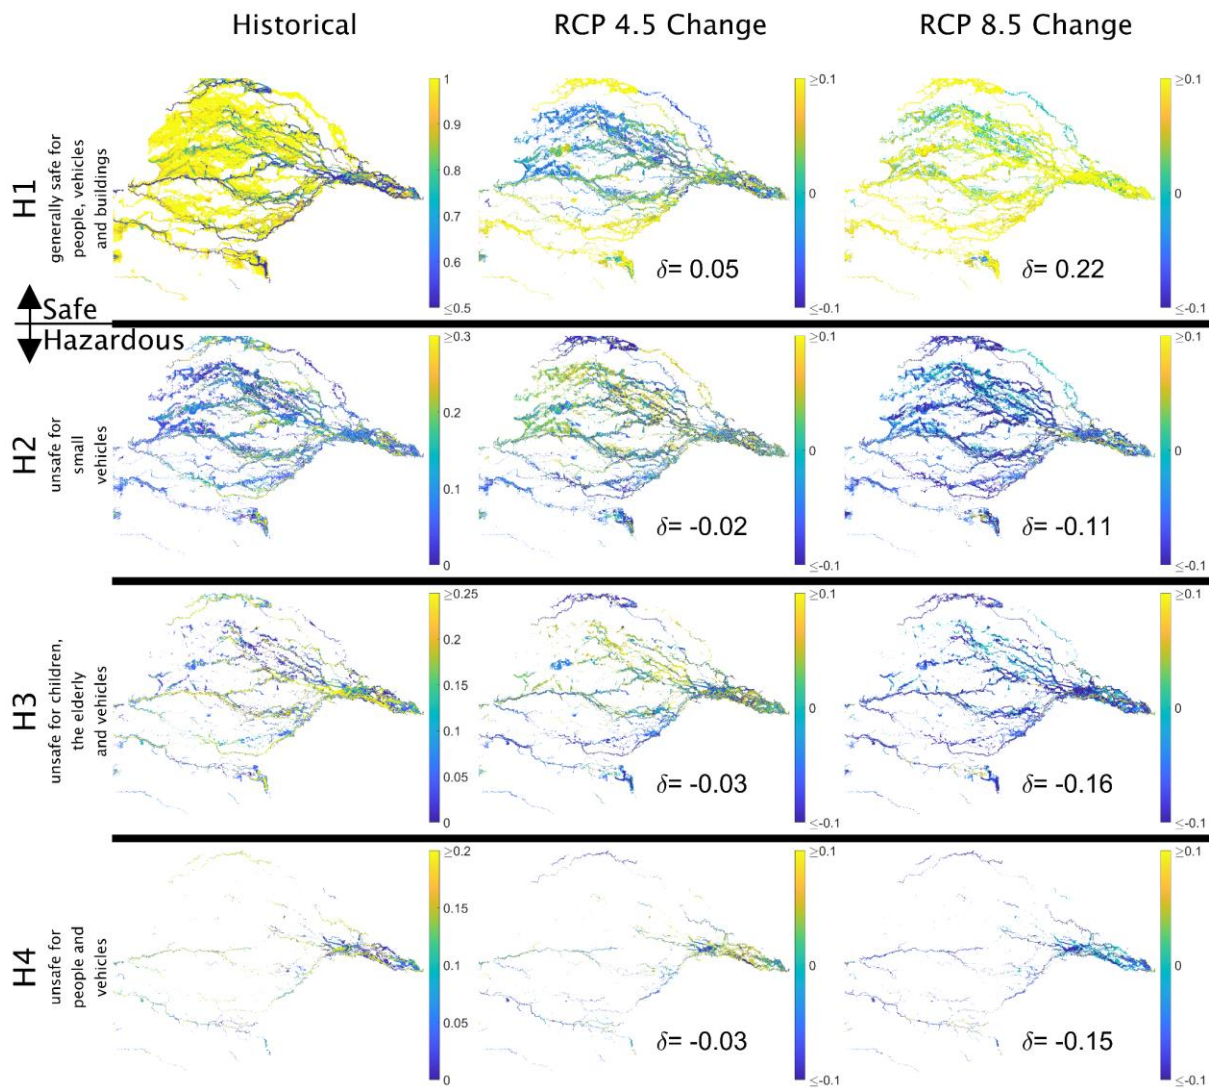 Historical
RCP 4.5 Change
RCP 8.5 Change
H1
generally safe for
people, vehicles
and buildings
1
0.9
0.8
0.7
0.6
≤0.5
δ= 0.05
≥0.1
0
≤-0.1
δ= 0.22
≥0.1
0
≤-0.1
Safe
Hazardous
H2
unsafe for
small
vehicles
≥0.3
0.2
0.1
0
δ= -0.02
≥0.1
0
≤-0.1
δ= -0.11
≥0.1
0
≤-0.1
H3
unsafe for children,
the elderly
and vehicles
≥0.25
0.2
0.15
0.1
0.05
0
δ= -0.03
≥0.1
0
≤-0.1
δ= -0.16
≥0.1
0
≤-0.1
H4
unsafe for
people and
vehicles
≥0.2
0.15
0.1
0.05
0
δ= -0.03
≥0.1
0
≤-0.1
δ= -0.15
≥0.1
0
≤-0.1